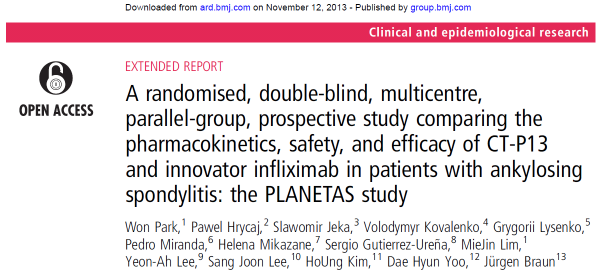 Downloaded from ard.bmj.com on November 12, 2013 - Published by group.bmj.com
Clinical and epidemiological research
OPEN ACCESS
EXTENDED REPORT
A randomised, double-blind, multicentre,
parallel-group, prospective study comparing the
pharmacokinetics, safety, and efficacy of CT-P13
and innovator infliximab in patients with ankylosing
spondylitis: the PLANETAS study
Won Park,1 Pawel Hrycaj,2 Slawomir Jeka,3 Volodymyr Kovalenko,4 Grygorii Lysenko,5
Pedro Miranda,6 Helena Mikazane,7 Sergio Gutierrez-Ureña,8 MieJin Lim,1
Yeon-Ah Lee,9 Sang Joon Lee,10 HoUng Kim,11 Dae Hyun Yoo,12 Jürgen Braun13